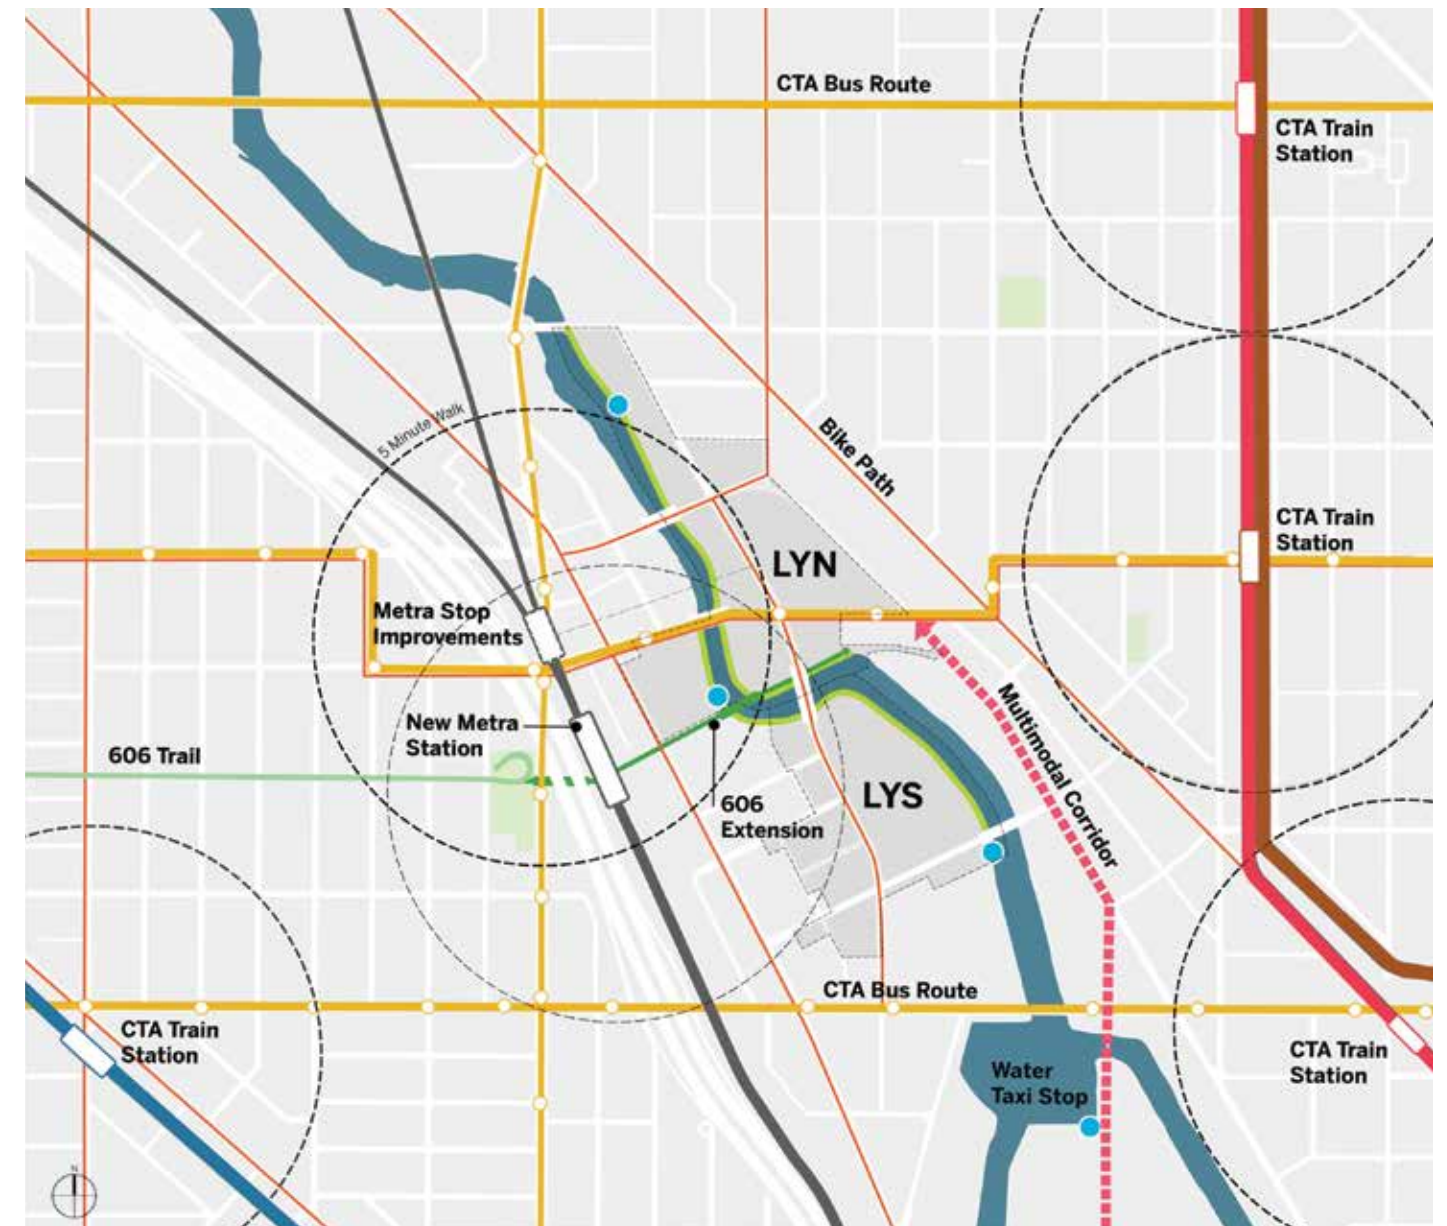 CTA Bus Route
CTA Train
Station
5 Minute Walk
Bike Path
CTA Train
Station
LYN
Metra Stop
Improvements
New Metra
Station
606 Trail
Multimodal Corridor
LYS
606
Extension
CTA Bus Route
CTA Train
Station
CTA Train
Station
Water
Taxi Stop
N